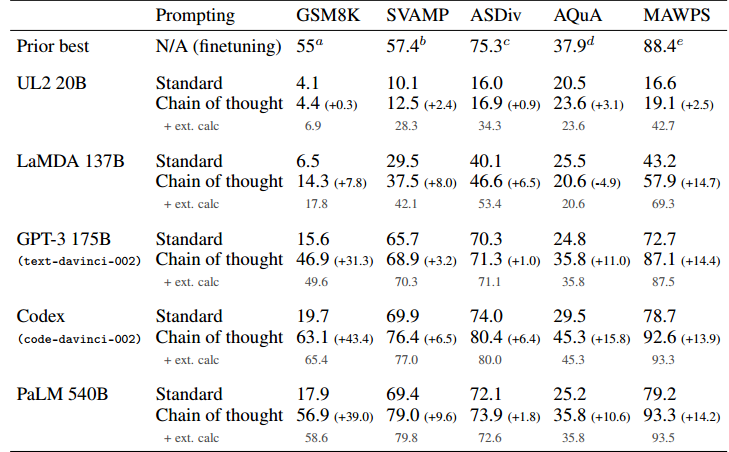 Prompting GSM8K SVAMP ASDiv AQuA MAWPS
Prior best N/A (finetuning) 55ᵃ 57.4ᵇ 75.3ᶜ 37.9ᵈ 88.4ᵉ
UL2 20B Standard 4.1 10.1 16.0 20.5 16.6
Chain of thought 4.4 (+0.3) 12.5 (+2.4) 16.9 (+0.9) 23.6 (+3.1) 19.1 (+2.5)
+ ext. calc 6.9 28.3 34.3 23.6 42.7
LaMDA 137B Standard 6.5 29.5 40.1 25.5 43.2
Chain of thought 14.3 (+7.8) 37.5 (+8.0) 46.6 (+6.5) 20.6 (-4.9) 57.9 (+14.7)
+ ext. calc 17.8 42.1 53.4 20.6 69.3
GPT-3 175B Standard 15.6 65.7 70.3 24.8 72.7
(text-davinci-002) Chain of thought 46.9 (+31.3) 68.9 (+3.2) 71.3 (+1.0) 35.8 (+11.0) 87.1 (+14.4)
+ ext. calc 49.6 70.3 71.1 35.8 87.5
Codex Standard 19.7 69.9 74.0 29.5 78.7
(code-davinci-002) Chain of thought 63.1 (+43.4) 76.4 (+6.5) 80.4 (+6.4) 45.3 (+15.8) 92.6 (+13.9)
+ ext. calc 65.4 77.0 80.0 45.3 93.3
PaLM 540B Standard 17.9 69.4 72.1 25.2 79.2
Chain of thought 56.9 (+39.0) 79.0 (+9.6) 73.9 (+1.8) 35.8 (+10.6) 93.3 (+14.2)
+ ext. calc 58.6 79.8 72.6 35.8 93.5